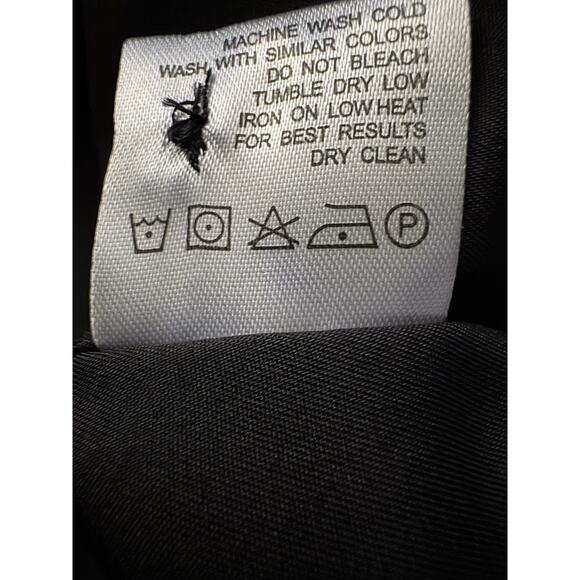 MACHINE WASH COLD
WASH WITH SIMILAR COLORS
DO NOT BLEACH
TUMBLE DRY LOW
IRON ON LOW HEAT
FOR BEST RESULTS
DRY CLEAN
P